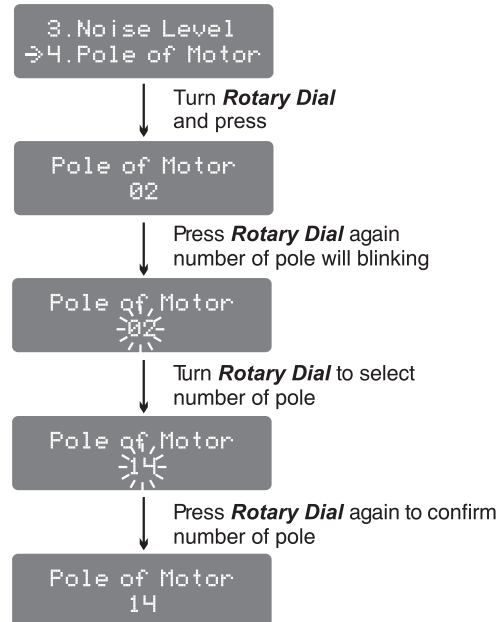 3.Noise Level
→4.Pole of Motor
Turn Rotary Dial
and press
Pole of Motor
02
Press Rotary Dial again
number of pole will blinking
Pole of Motor
02
Turn Rotary Dial to select
number of pole
Pole of Motor
14
Press Rotary Dial again to confirm
number of pole
Pole of Motor
14